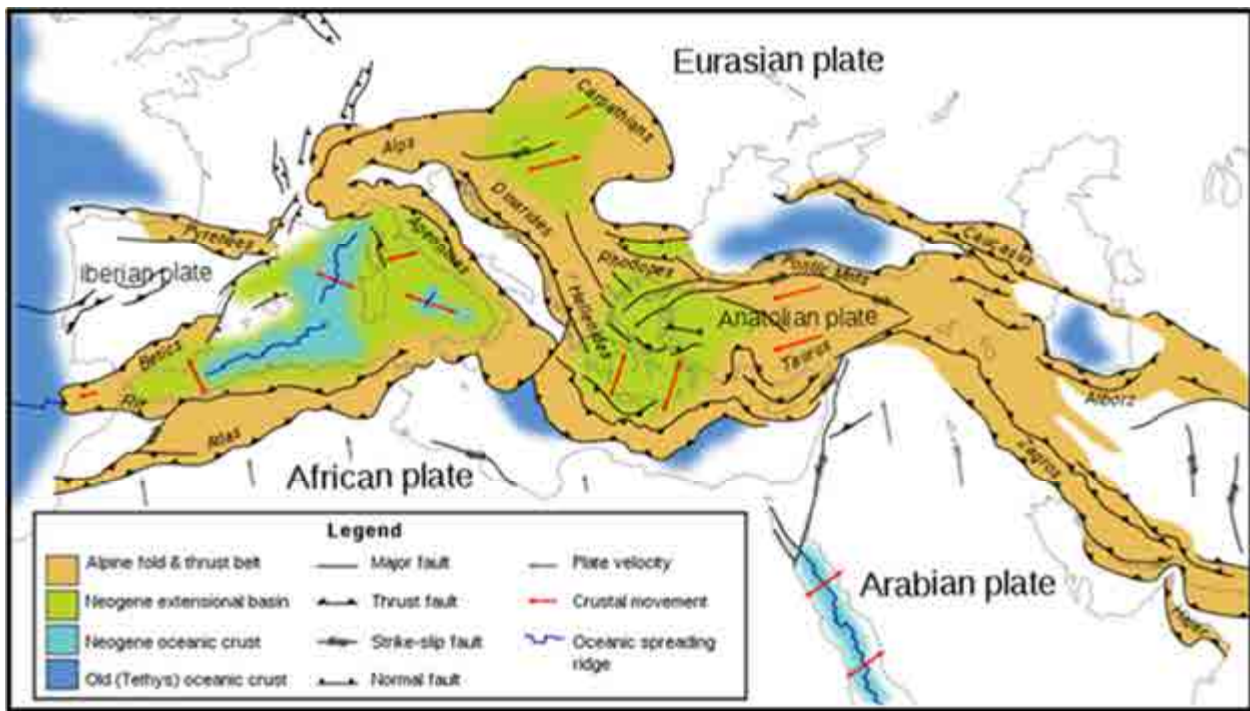 Eurasian plate
Carpathians
Alps
Dinarides
Pyrenees
Apennines
Caucasus
Iberian plate
Rhodopes
Pontic Mnts
Hellenides
Anatolian plate
Betics
Taurus
Rif
Alborz
Atlas
Zagros
African plate
Arabian plate
Legend
Alpine fold & thrust belt
Major fault
Plate velocity
Neogene extensional basin
Thrust fault
Crustal movement
Neogene oceanic crust
Strike-slip fault
Oceanic spreading
ridge
Old (Tethys) oceanic crust
Normal fault